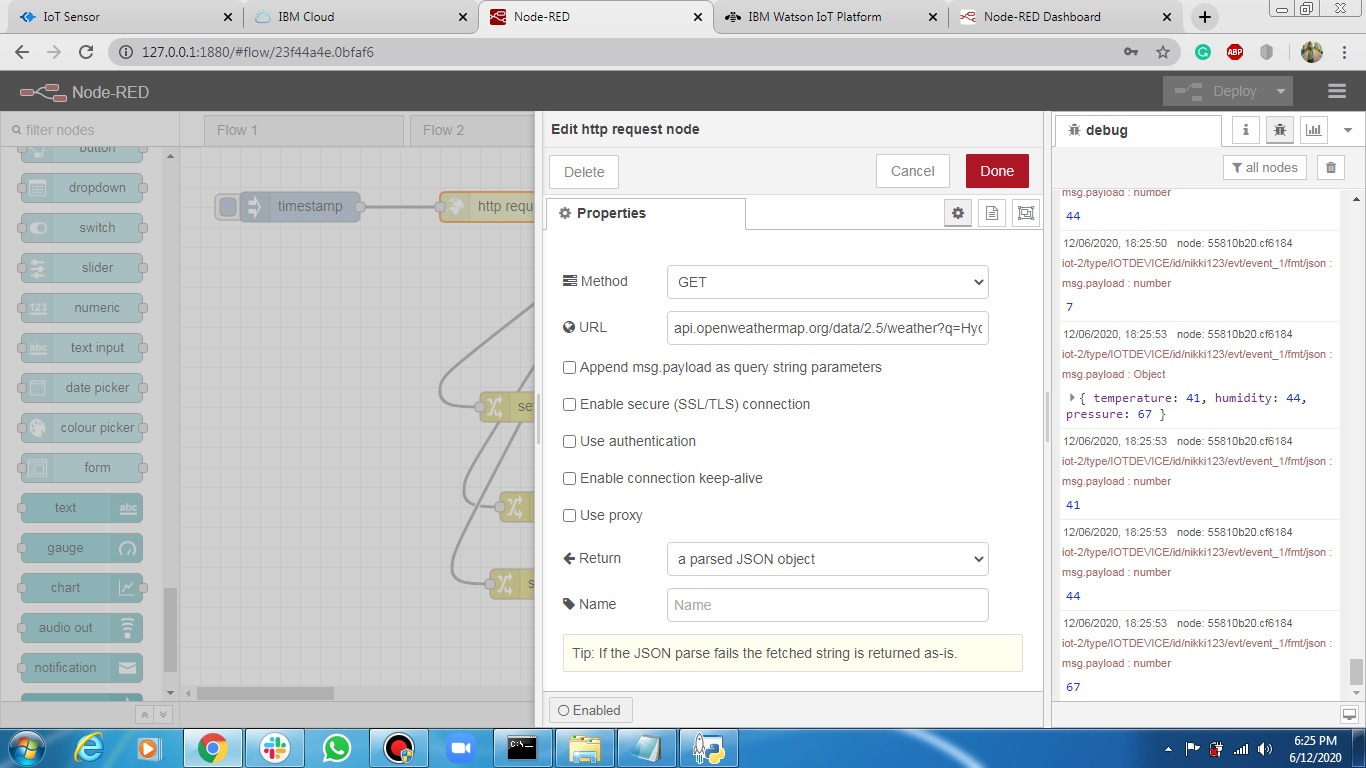 IoT Sensor
IBM Cloud
Node-RED
IBM Watson IoT Platform
Node-RED Dashboard
127.0.0.1:1880/#flow/23f44a4e.0bfaf6
ABP
Node-RED
Deploy
filter nodes
Flow 1
Flow 2
button
dropdown
switch
slider
123 numeric
abc text input
date picker
colour picker
form
text abc
gauge
chart
audio out
notification
timestamp
http requ
se
s
Edit http request node
Delete
Cancel
Done
Properties
Method
GET
URL
api.openweathermap.org/data/2.5/weather?q=Hyd
Append msg.payload as query string parameters
Enable secure (SSL/TLS) connection
Use authentication
Enable connection keep-alive
Use proxy
Return
a parsed JSON object
Name
Name
Tip: If the JSON parse fails the fetched string is returned as-is.
Enabled
debug
i
all nodes
msg.payload : number
44
12/06/2020, 18:25:50 node: 55810b20.cf6184
iot-2/type/IOTDEVICE/id/nikki123/evt/event_1/fmt/json :
msg.payload : number
7
12/06/2020, 18:25:53 node: 55810b20.cf6184
iot-2/type/IOTDEVICE/id/nikki123/evt/event_1/fmt/json :
msg.payload : Object
{ temperature: 41, humidity: 44,
pressure: 67 }
12/06/2020, 18:25:53 node: 55810b20.cf6184
iot-2/type/IOTDEVICE/id/nikki123/evt/event_1/fmt/json :
msg.payload : number
41
12/06/2020, 18:25:53 node: 55810b20.cf6184
iot-2/type/IOTDEVICE/id/nikki123/evt/event_1/fmt/json :
msg.payload : number
44
12/06/2020, 18:25:53 node: 55810b20.cf6184
iot-2/type/IOTDEVICE/id/nikki123/evt/event_1/fmt/json :
msg.payload : number
67
6:25 PM
6/12/2020